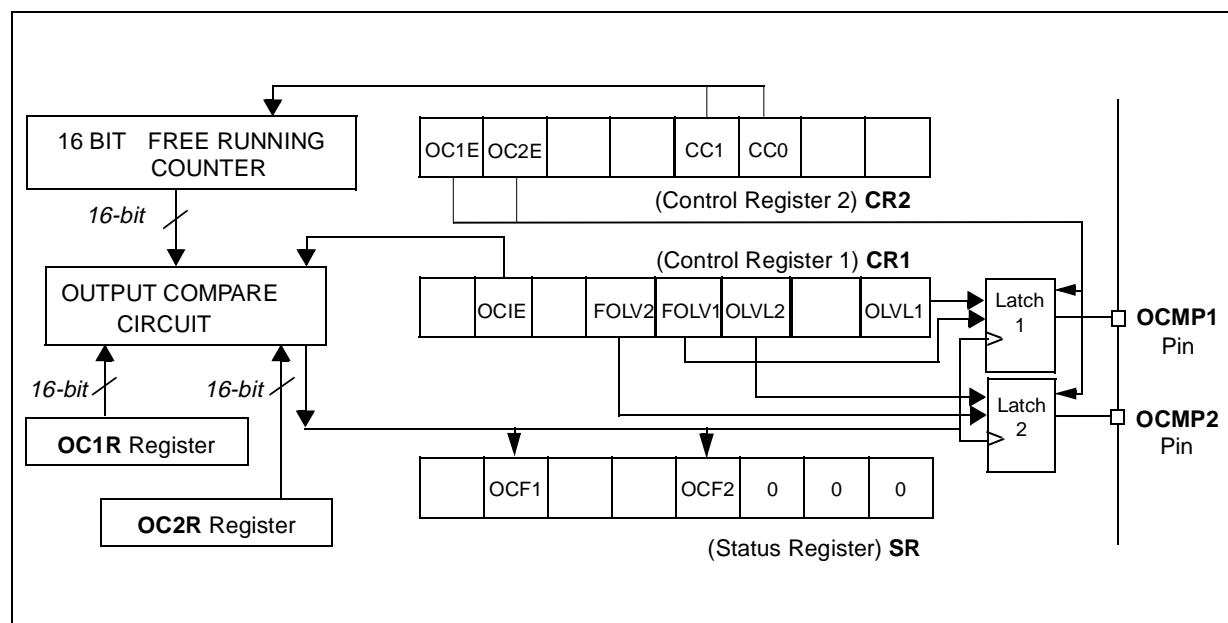 16 BIT FREE RUNNING
COUNTER
OC1E OC2E CC1 CC0
(Control Register 2) CR2
16-bit
(Control Register 1) CR1
OUTPUT COMPARE
CIRCUIT
OCIE FOLV2 FOLV1 OLVL2 OLVL1
Latch
1
OCMP1
Pin
16-bit
16-bit
Latch
2
OCMP2
Pin
OC1R Register
OCF1 OCF2 0 0 0
OC2R Register
(Status Register) SR